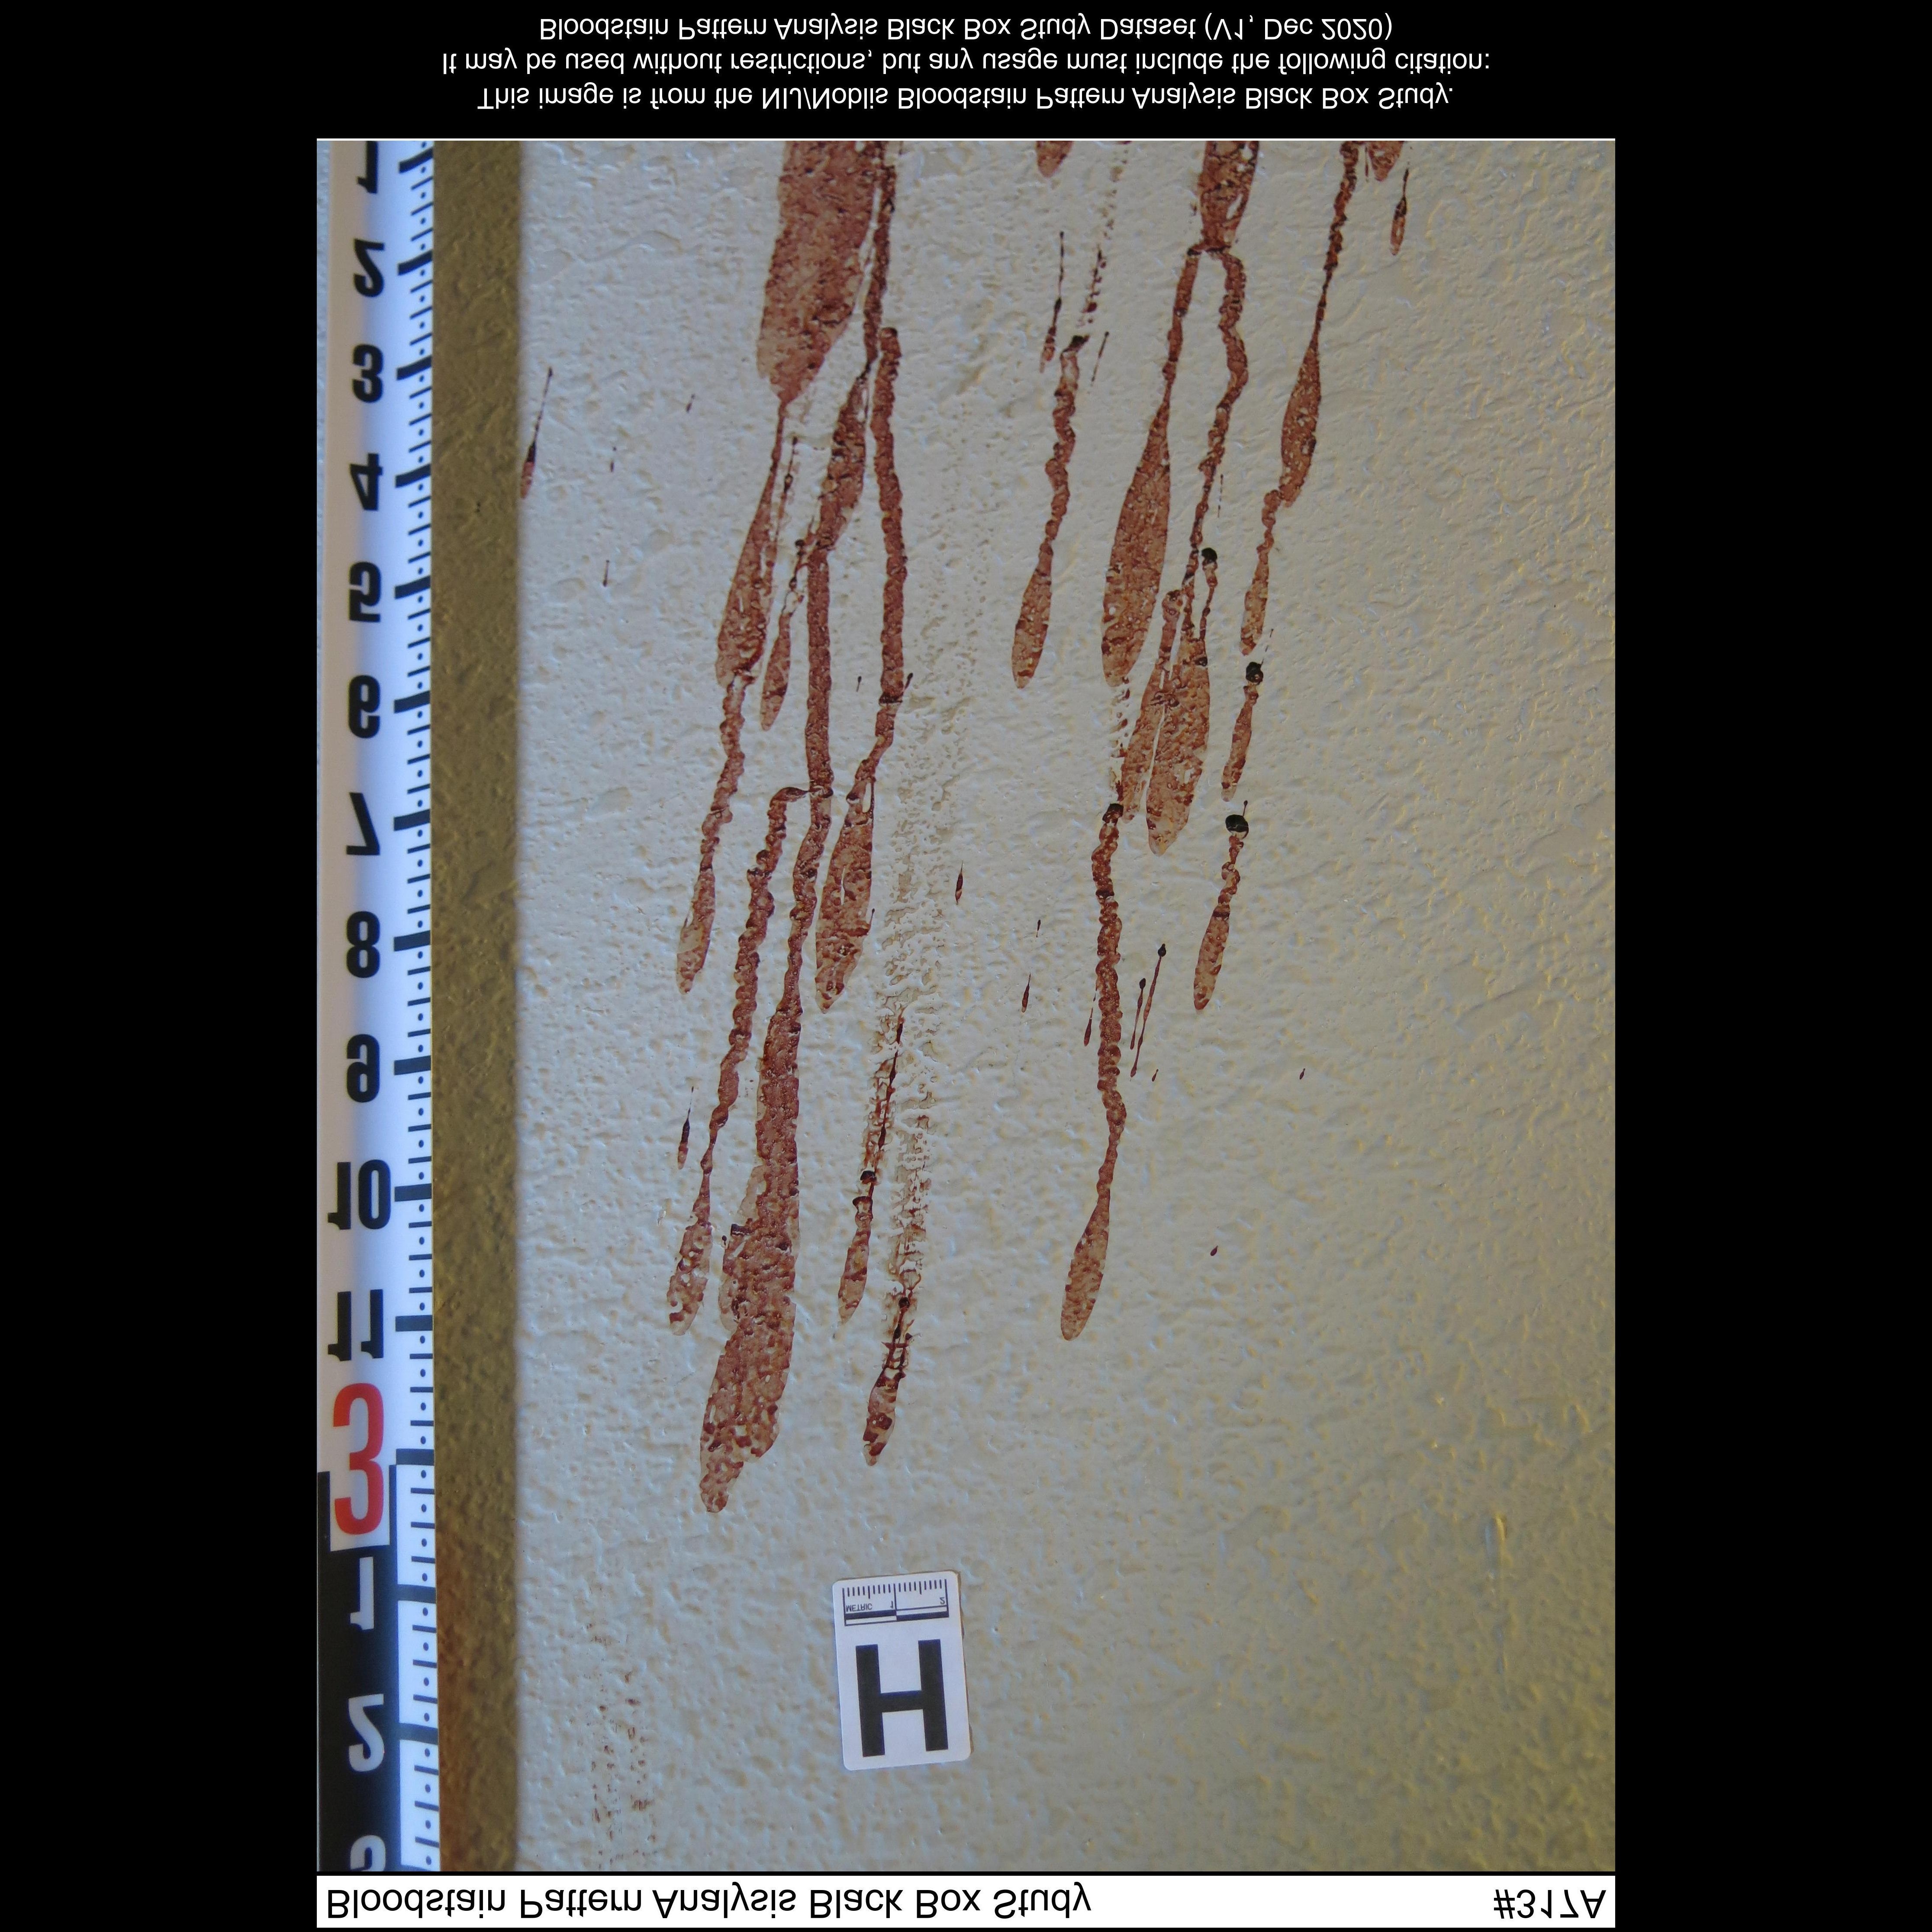 Bloodstain Pattern Analysis Black Box Study #317A
2
1
3
11
10
9
8
7
6
5
4
3
2
1
H
METRIC 1 2
This image is from the NIJ/Noblis Bloodstain Pattern Analysis Black Box Study.
It may be used without restrictions, but any usage must include the following citation:
Bloodstain Pattern Analysis Black Box Study Dataset (V1, Dec 2020)